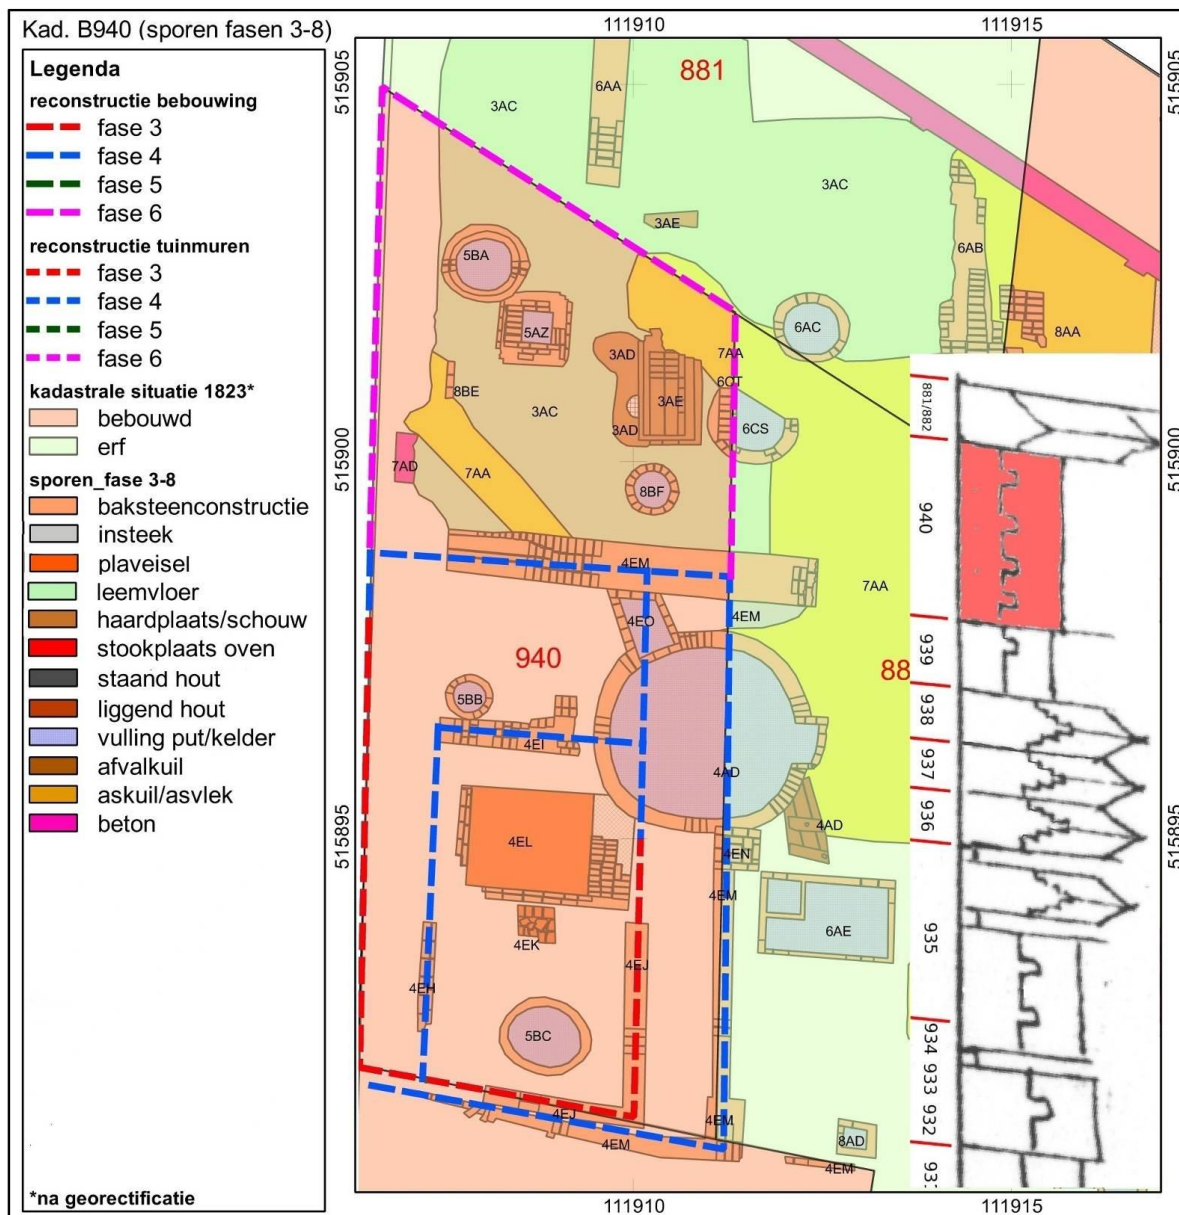 Kad. B940 (sporen fasen 3-8)
Legenda
reconstructie bebouwing
fase 3
fase 4
fase 5
fase 6
reconstructie tuinmuren
fase 3
fase 4
fase 5
fase 6
kadastrale situatie 1823*
bebouwd
erf
sporen_fase 3-8
baksteenconstructie
insteek
plaveisel
leemvloer
haardplaats/schouw
stookplaats oven
staand hout
liggend hout
vulling put/kelder
afvalkuil
askuil/asvlek
beton
*na georectificatie
111910
111915
515905
515905
881
6AA
3AC
3AC
3AE
6AB
5BA
5AZ
6AC
8AA
3AD
7AA
8BE
3AE
6CT
3AC
3AD
6CS
7AD
7AA
8BF
515900
515900
4EM
7AA
4EO
4EM
940
88
5BB
4EI
4AD
4EL
4AD
4EN
515895
515895
4EM
6AE
4EK
4EJ
4EH
5BC
4EJ
4EM
4EM
8AD
4EM
881/882
940
939
938
937
936
935
934
933
932
111910
111915